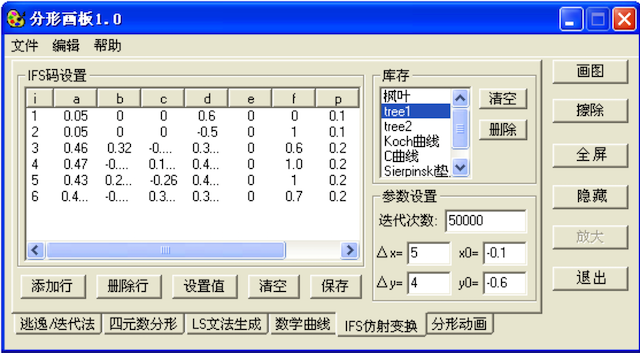 分形画板1.0
文件 编辑 帮助
IFS码设置
i a b c d e f p
1 0.05 0 0 0.6 0 0 0.1
2 0.05 0 0 -0.5 0 1 0.1
3 0.46 0.32 -0.... 0.3... 0 0.6 0.2
4 0.47 -0.... 0.1... 0.4... 0 1.0 0.2
5 0.43 0.2... -0.26 0.4... 0 1 0.2
6 0.4... -0.... 0.3... 0.3... 0 0.7 0.2
添加行 删除行 设置值 清空 保存
库存
枫叶
tree1
tree2
Koch曲线
C曲线
Sierpinski垫
清空
删除
参数设置
迭代次数: 50000
△x= 5 x0= -0.1
△y= 4 y0= -0.6
画图
擦除
全屏
隐藏
放大
退出
逃逸/迭代法 四元数分形 LS文法生成 数学曲线 IFS仿射变换 分形动画